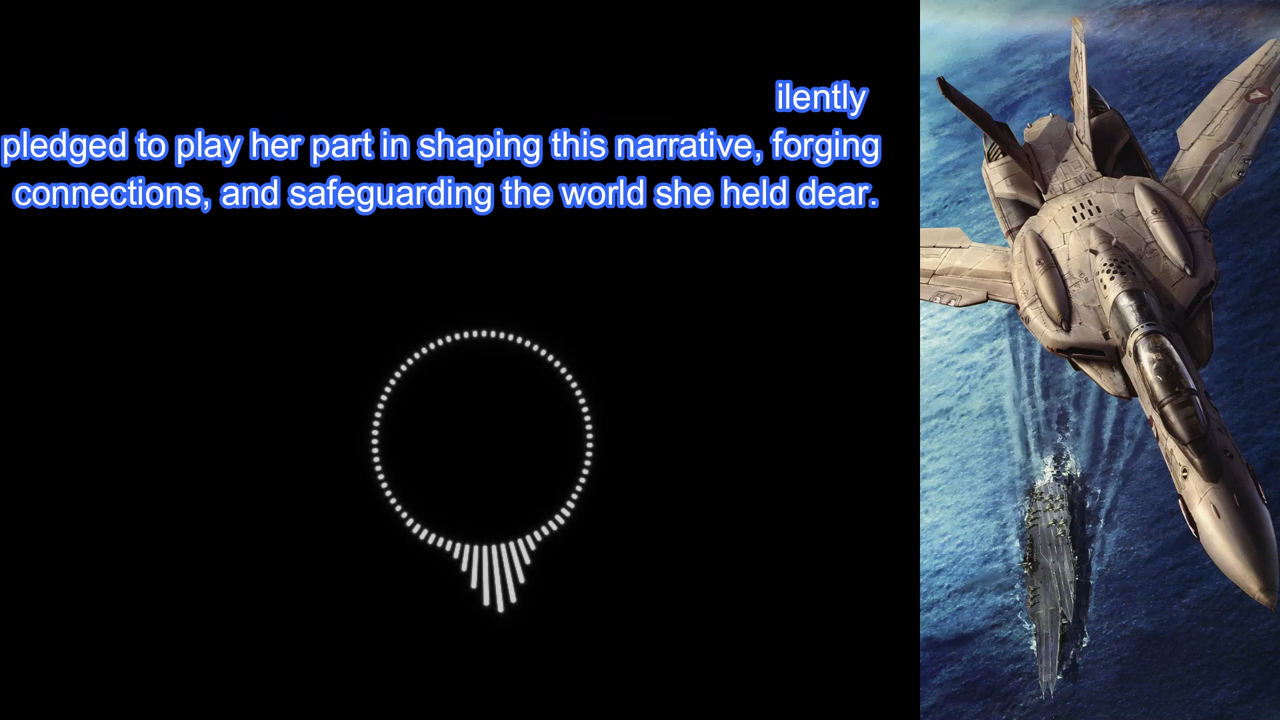 ilently
pledged to play her part in shaping this narrative, forging
connections, and safeguarding the world she held dear.